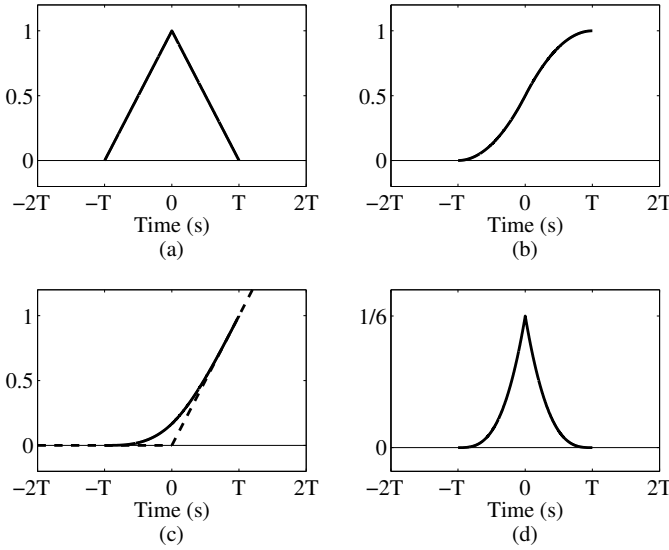 1
0.5
0
−2T −T 0 T 2T
Time (s)
(a)
1
0.5
0
−2T −T 0 T 2T
Time (s)
(b)
1
0.5
0
−2T −T 0 T 2T
Time (s)
(c)
1/6
0
−2T −T 0 T 2T
Time (s)
(d)